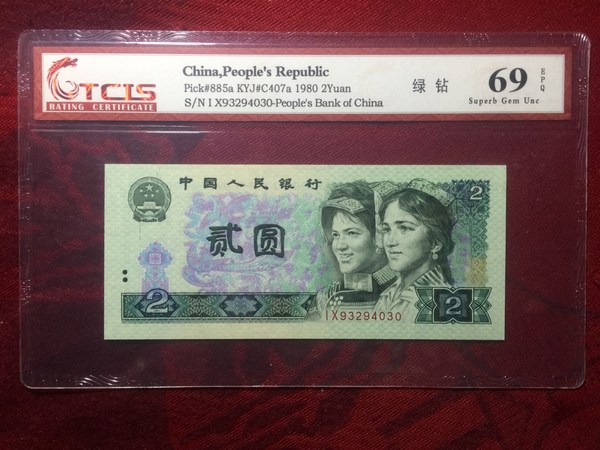 TCIS
RATING CERTIFICATE
China,People's Republic
Pick#885a KYJ#C407a 1980 2Yuan
S/N I X93294030-People's Bank of China
绿 钻
69
EPQ
Superb Gem Unc
中国人民银行
贰圆
2
2
2
IX93294030